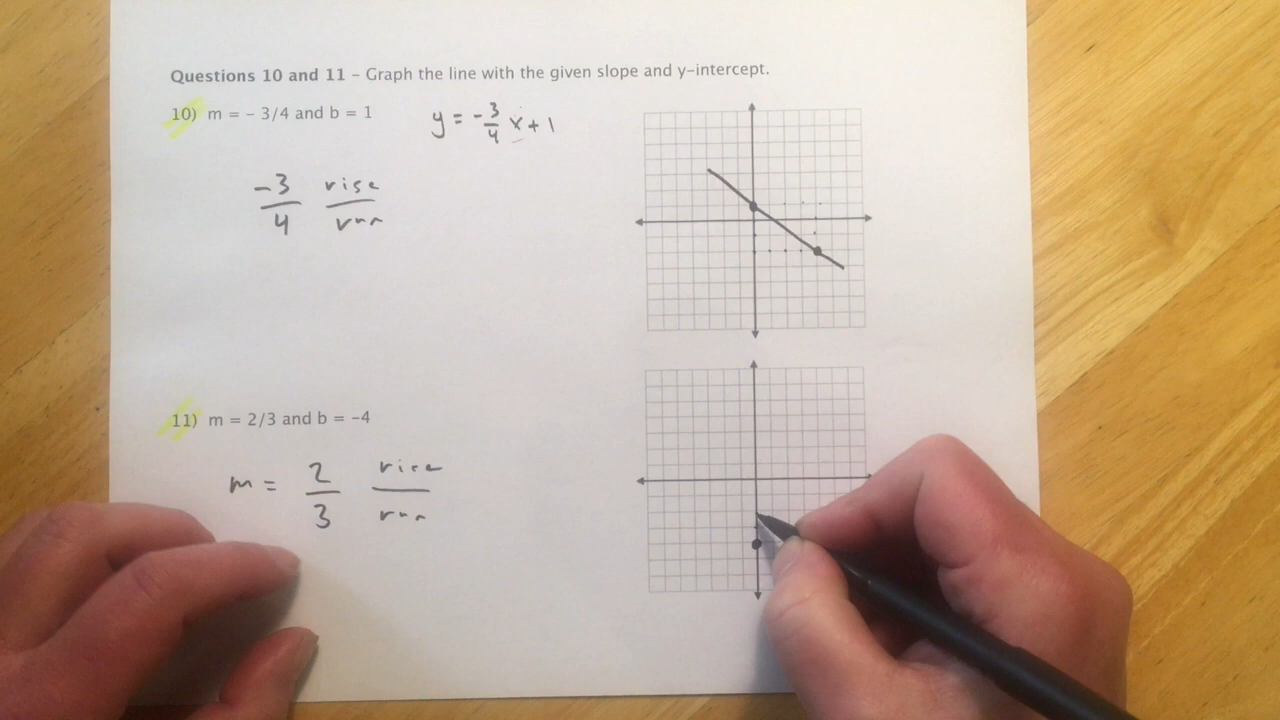 Questions 10 and 11 – Graph the line with the given slope and y-intercept.
10) m = - 3/4 and b = 1
y = -3/4 x + 1
-3/4 rise/run
11) m = 2/3 and b = -4
m = 2/3 rise/run